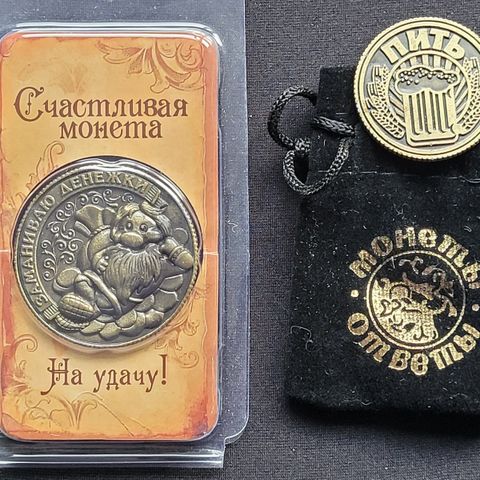 Счастливая
монета
ЗАМАНИВАЮ ДЕНЕЖКИ
На удачу!
ПИТЬ
МОНЕТЫ
ОТВЕТЫ